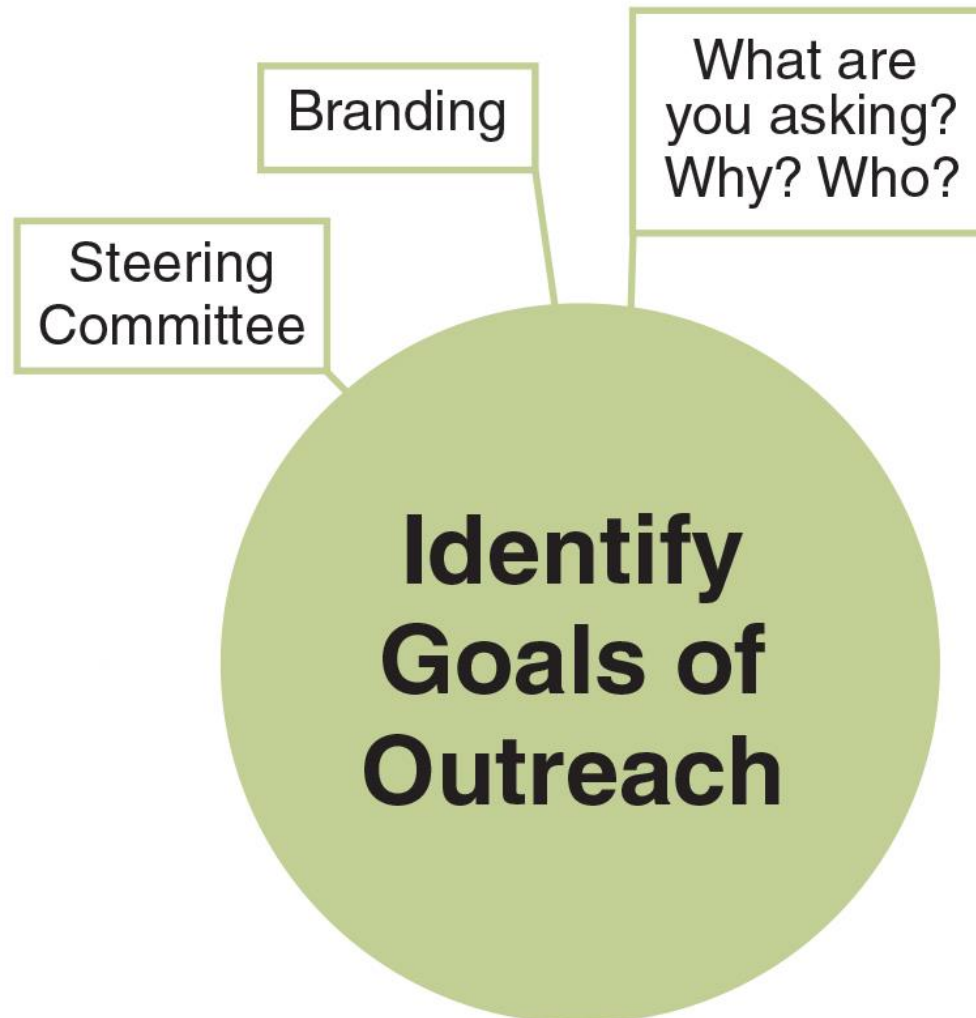 Steering
Committee
Branding
What are
you asking?
Why? Who?
Identify
Goals of
Outreach